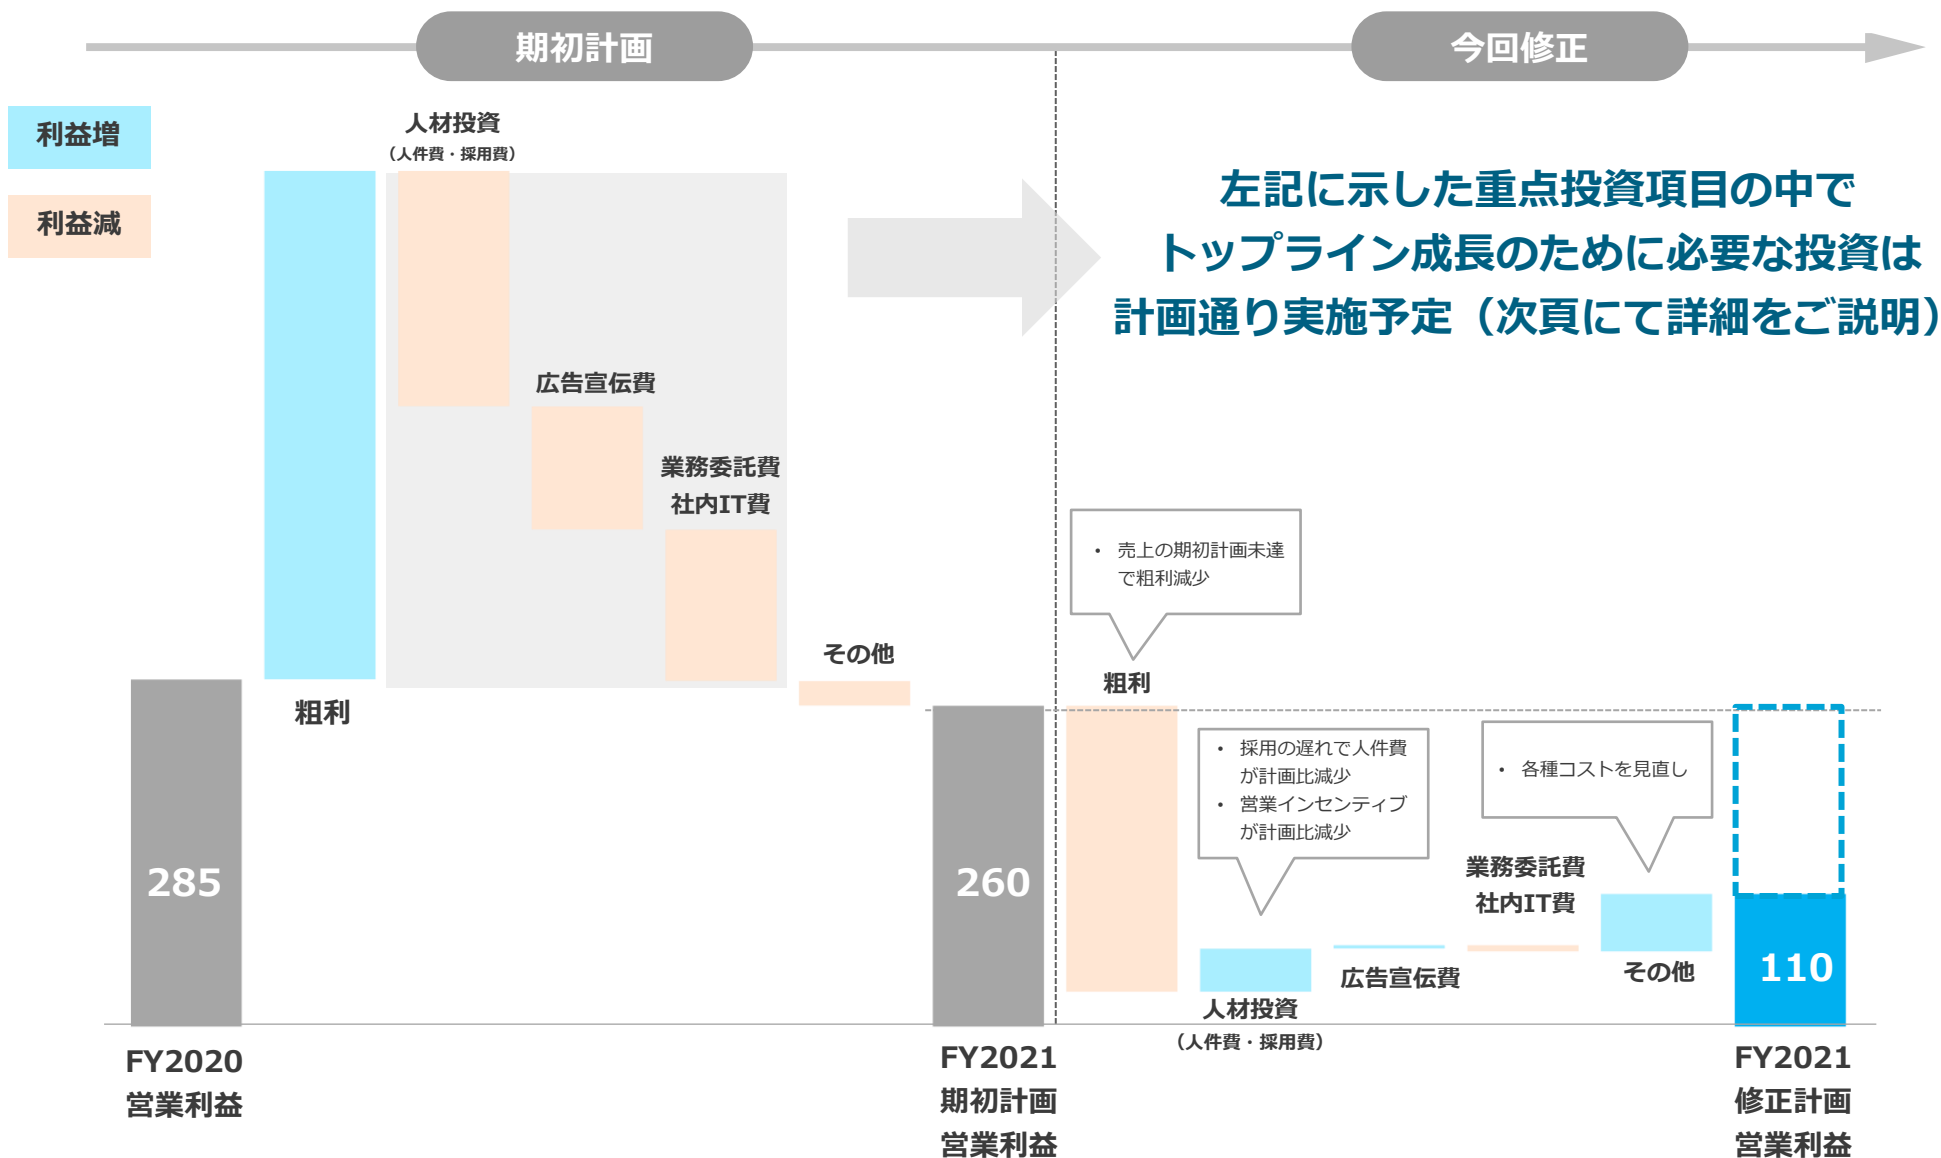 期初計画
今回修正
利益増
利益減
人材投資
（人件費・採用費）
左記に示した重点投資項目の中で
トップライン成長のために必要な投資は
計画通り実施予定（次頁にて詳細をご説明）
広告宣伝費
業務委託費
社内IT費
その他
粗利
• 売上の期初計画未達
で粗利減少
粗利
• 採用の遅れで人件費
が計画比減少
• 営業インセンティブ
が計画比減少
• 各種コストを見直し
業務委託費
社内IT費
285
260
110
広告宣伝費
その他
人材投資
（人件費・採用費）
FY2020
営業利益
FY2021
期初計画
営業利益
FY2021
修正計画
営業利益